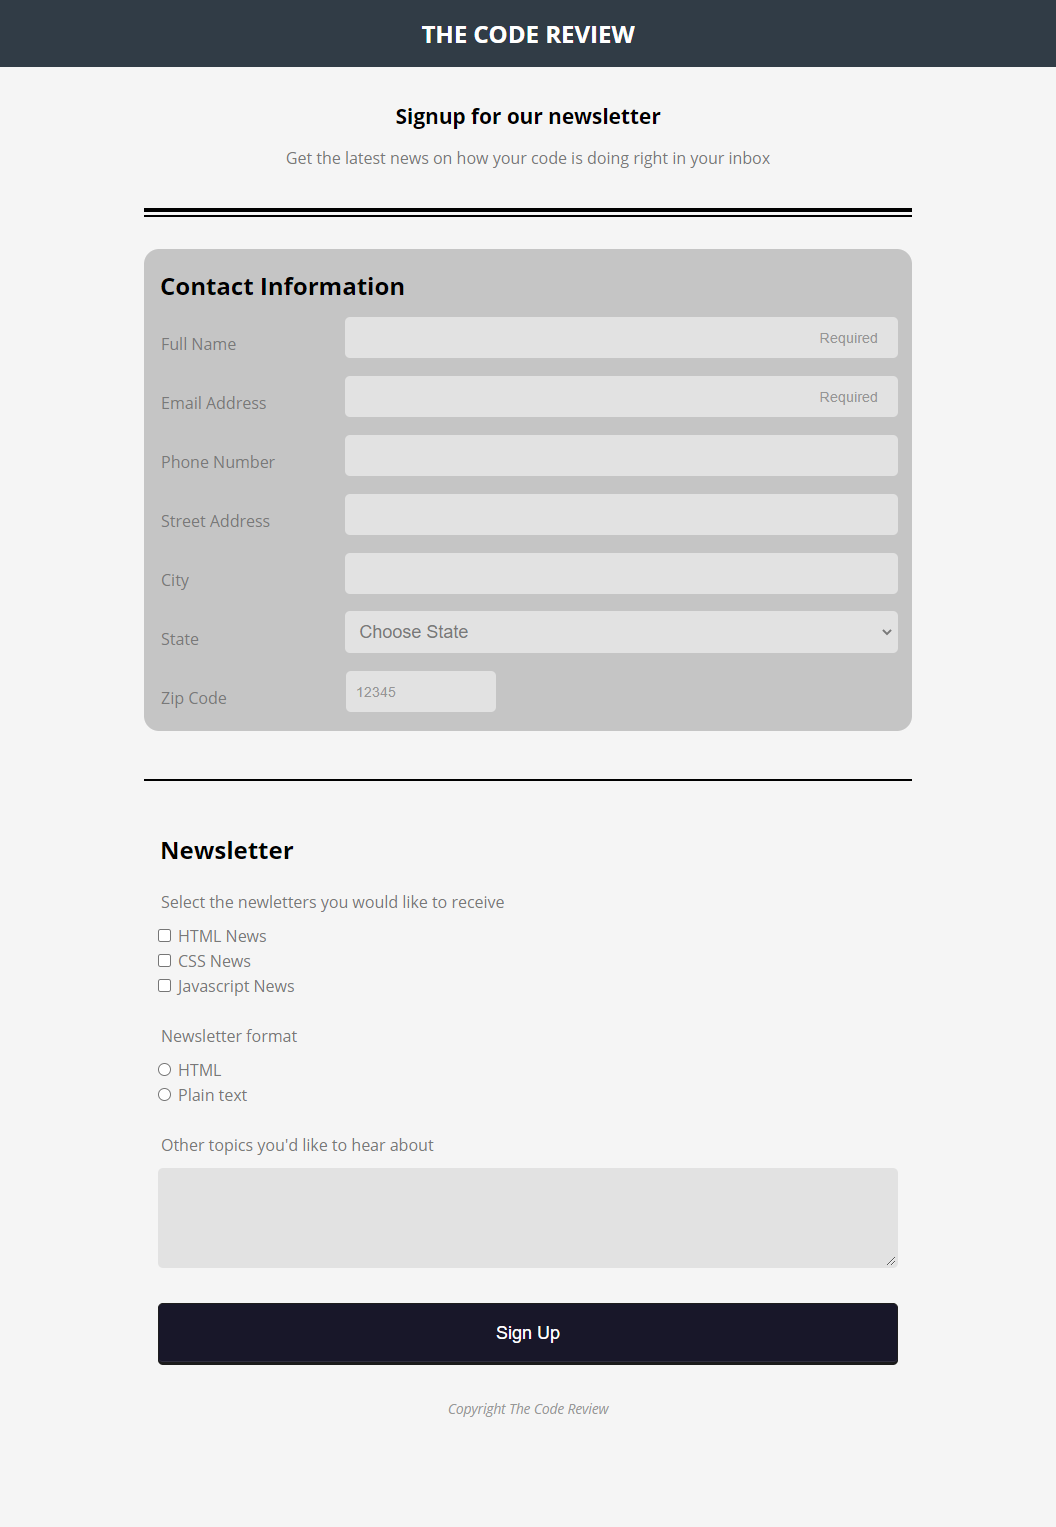 THE CODE REVIEW
Signup for our newsletter
Get the latest news on how your code is doing right in your inbox
Contact Information
Full Name Required
Email Address Required
Phone Number
Street Address
City
State Choose State
Zip Code 12345
Newsletter
Select the newletters you would like to receive
HTML News
CSS News
Javascript News
Newsletter format
HTML
Plain text
Other topics you'd like to hear about
Sign Up
Copyright The Code Review